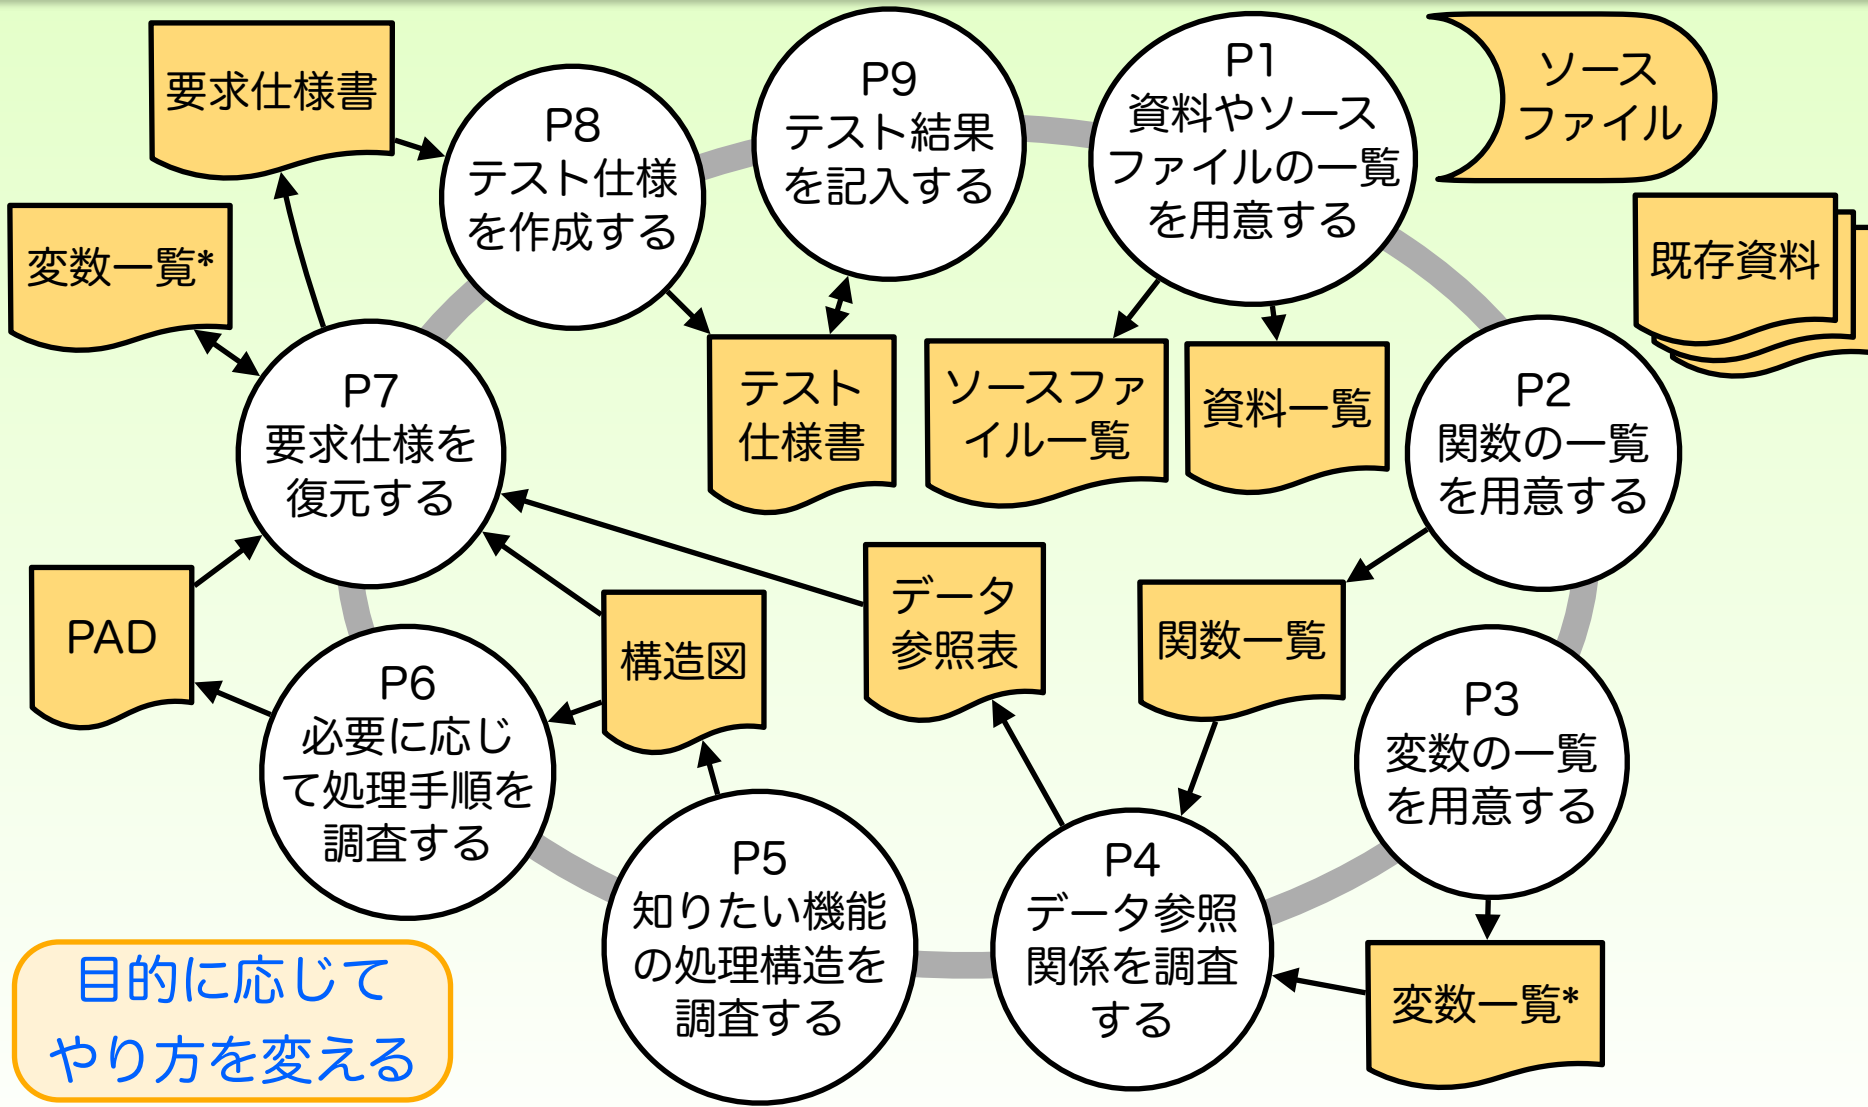 要求仕様書
P8
テスト仕様
を作成する
P9
テスト結果
を記入する
P1
資料やソース
ファイルの一覧
を用意する
ソース
ファイル
既存資料
変数一覧*
P7
要求仕様を
復元する
テスト
仕様書
ソースファ
イル一覧
資料一覧
P2
関数の一覧
を用意する
PAD
P6
必要に応じ
て処理手順を
調査する
構造図
データ
参照表
関数一覧
P3
変数の一覧
を用意する
P5
知りたい機能
の処理構造を
調査する
P4
データ参照
関係を調査
する
変数一覧*
目的に応じて
やり方を変える